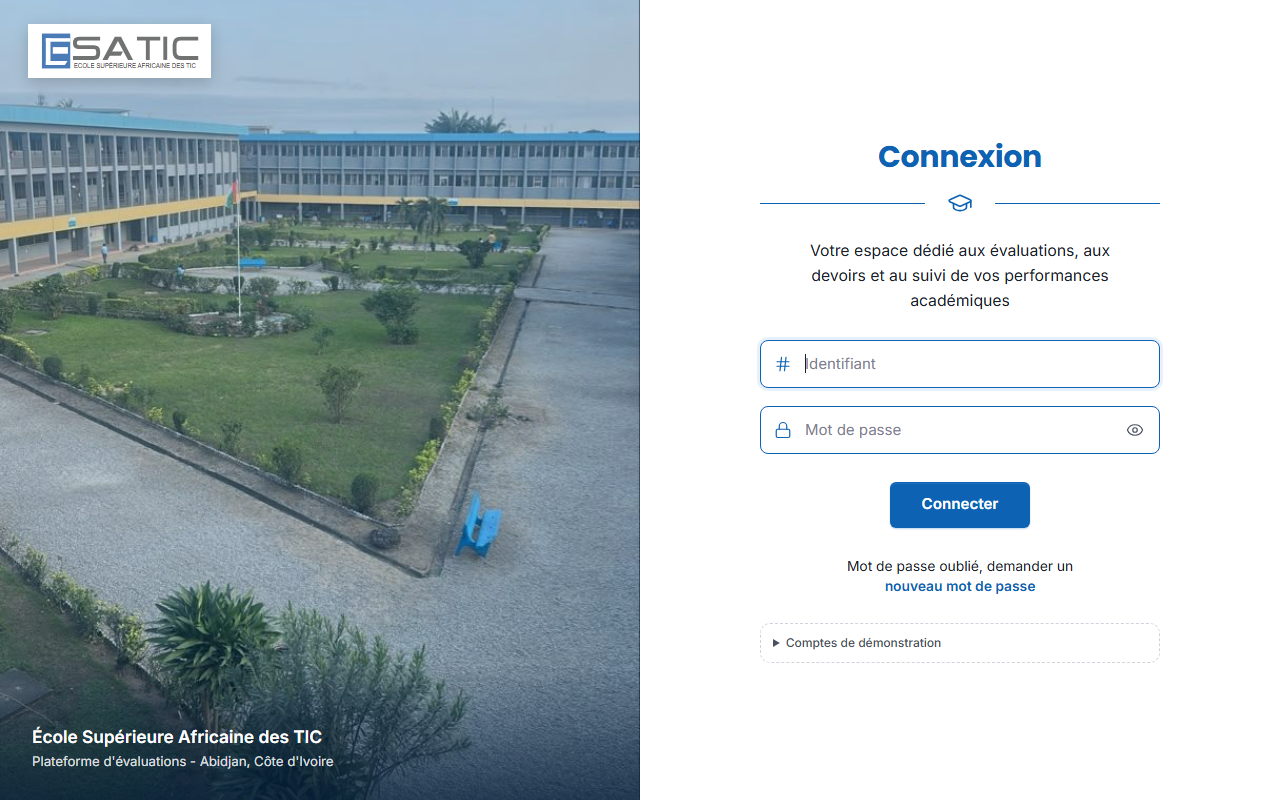 ESATIC
ECOLE SUPÉRIEURE AFRICAINE DES TIC
École Supérieure Africaine des TIC
Plateforme d'évaluations - Abidjan, Côte d'Ivoire
Connexion
Votre espace dédié aux évaluations, aux
devoirs et au suivi de vos performances
académiques
Identifiant
Mot de passe
Connecter
Mot de passe oublié, demander un
nouveau mot de passe
Comptes de démonstration